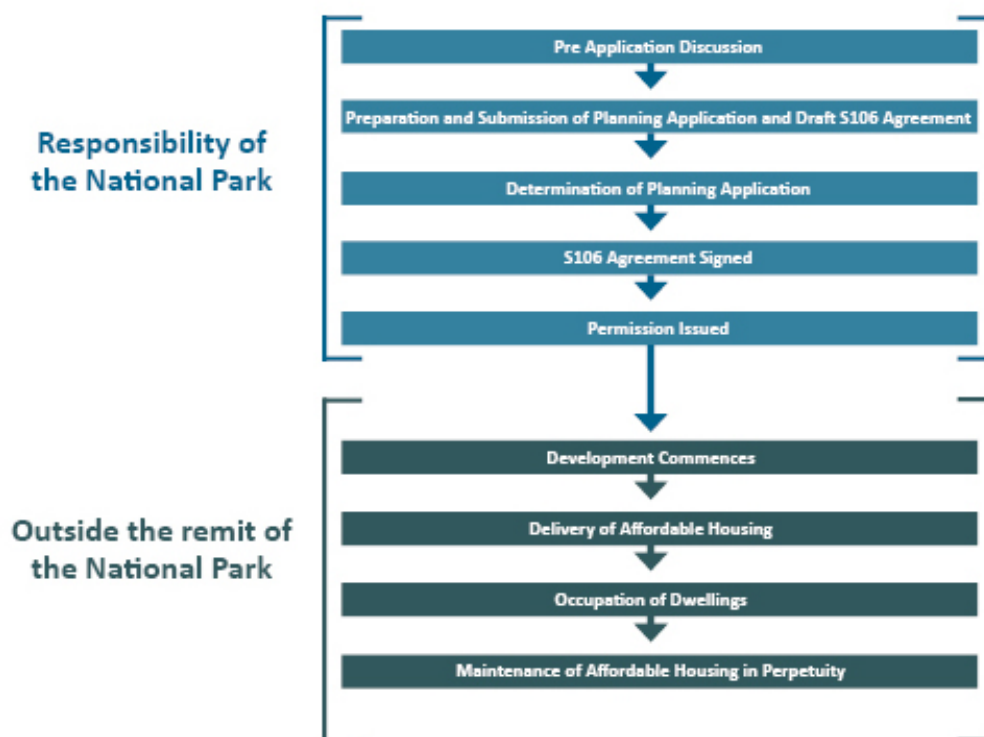 Responsibility of
the National Park
Pre Application Discussion
Preparation and Submission of Planning Application and Draft S106 Agreement
Determination of Planning Application
S106 Agreement Signed
Permission Issued
Outside the remit of
the National Park
Development Commences
Delivery of Affordable Housing
Occupation of Dwellings
Maintenance of Affordable Housing in Perpetuity